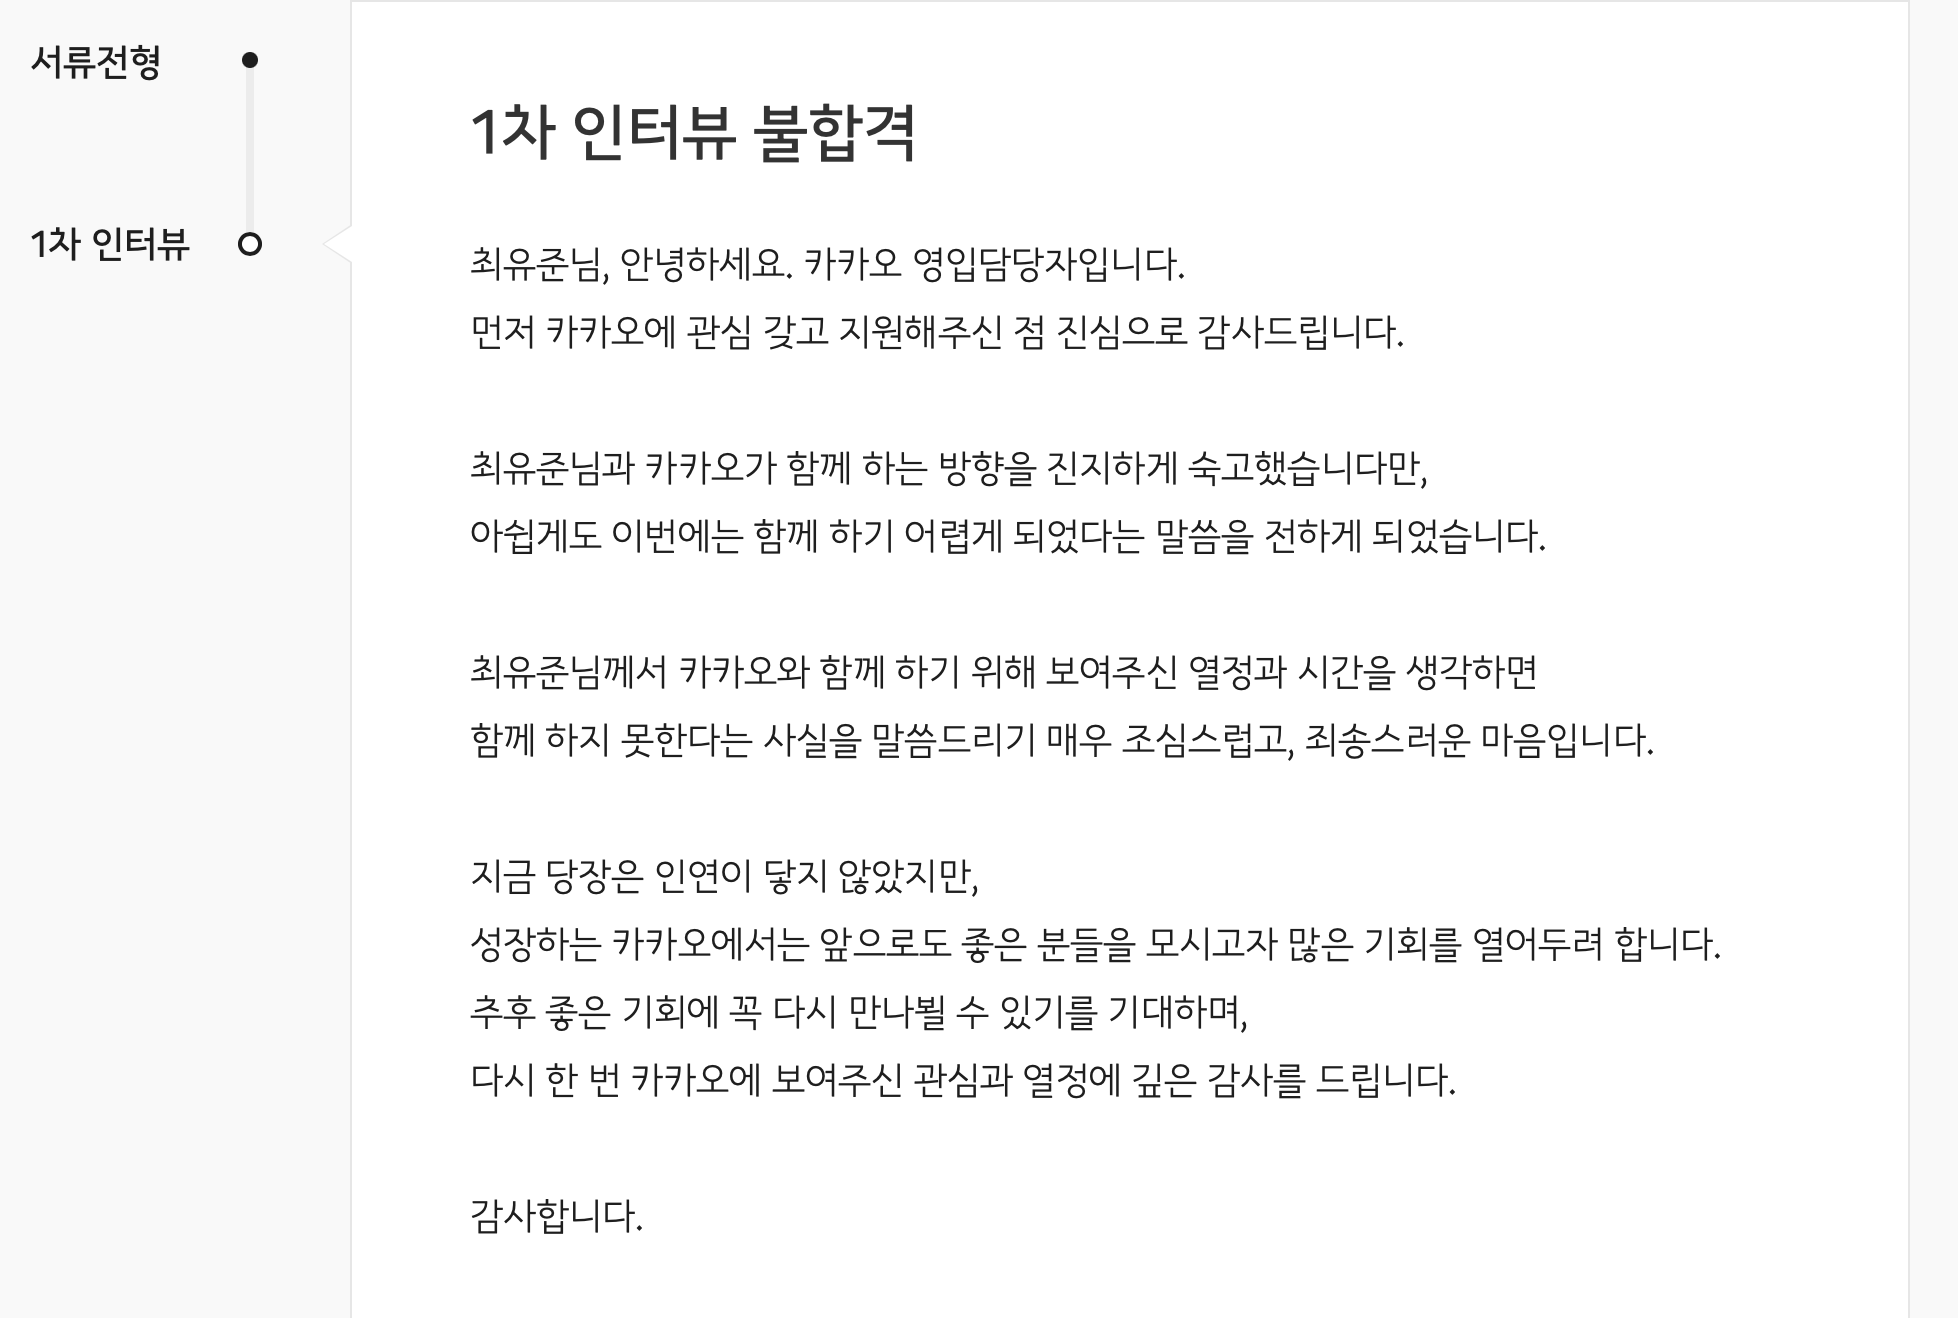 서류전형
1차 인터뷰
1차 인터뷰 불합격
최유준님, 안녕하세요. 카카오 영입담당자입니다.
먼저 카카오에 관심 갖고 지원해주신 점 진심으로 감사드립니다.
최유준님과 카카오가 함께 하는 방향을 진지하게 숙고했습니다만,
아쉽게도 이번에는 함께 하기 어렵게 되었다는 말씀을 전하게 되었습니다.
최유준님께서 카카오와 함께 하기 위해 보여주신 열정과 시간을 생각하면
함께 하지 못한다는 사실을 말씀드리기 매우 조심스럽고, 죄송스러운 마음입니다.
지금 당장은 인연이 닿지 않았지만,
성장하는 카카오에서는 앞으로도 좋은 분들을 모시고자 많은 기회를 열어두려 합니다.
추후 좋은 기회에 꼭 다시 만나뵐 수 있기를 기대하며,
다시 한 번 카카오에 보여주신 관심과 열정에 깊은 감사를 드립니다.
감사합니다.